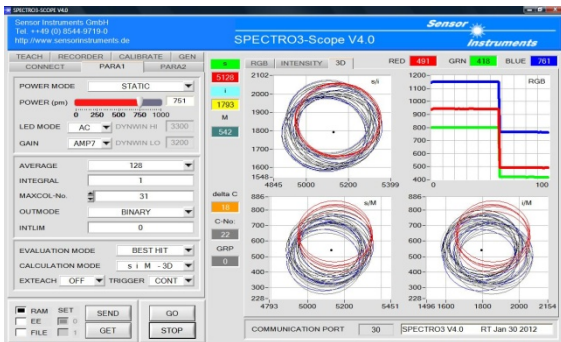 SPECTRO3-SCOPE V4.0
Sensor Instruments GmbH
Tel. ++49 (0) 8544-9719-0
http://www.sensorinstruments.de
SPECTRO3-Scope V4.0
Sensor
Instruments
TEACH RECORDER CALIBRATE GEN
CONNECT PARA1 PARA2
POWER MODE STATIC
POWER (pm) 751
0 250 500 750 1000
LED MODE AC DYNWIN HI 3300
GAIN AMP7 DYNWIN LO 3200
AVERAGE 128
INTEGRAL 1
MAXCOL-No. 31
OUTMODE BINARY
INTLIM 0
EVALUATION MODE BEST HIT
CALCULATION MODE s i M -3D
EXTEACH OFF TRIGGER CONT
RAM SET SEND GO
EE 0
FILE 1 GET STOP
s
5128
i
1793
M
542
delta C
18
C-No:
22
GRP
0
RGB INTENSITY 3D RED 491 GRN 418 BLUE 761
s/i
2102
2000
1900
1800
1700
1600
1548
4845 5000 5200 5399
RGB
1200
1100
1000
900
800
700
600
500
400
0 100
s/M
886
800
700
600
500
400
300
228
4793 5000 5200 5451
i/M
886
800
700
600
500
400
300
228
1496 1600 1800 2000 2154
COMMUNICATION PORT 30 SPECTRO3 V4.0 RT Jan 30 2012